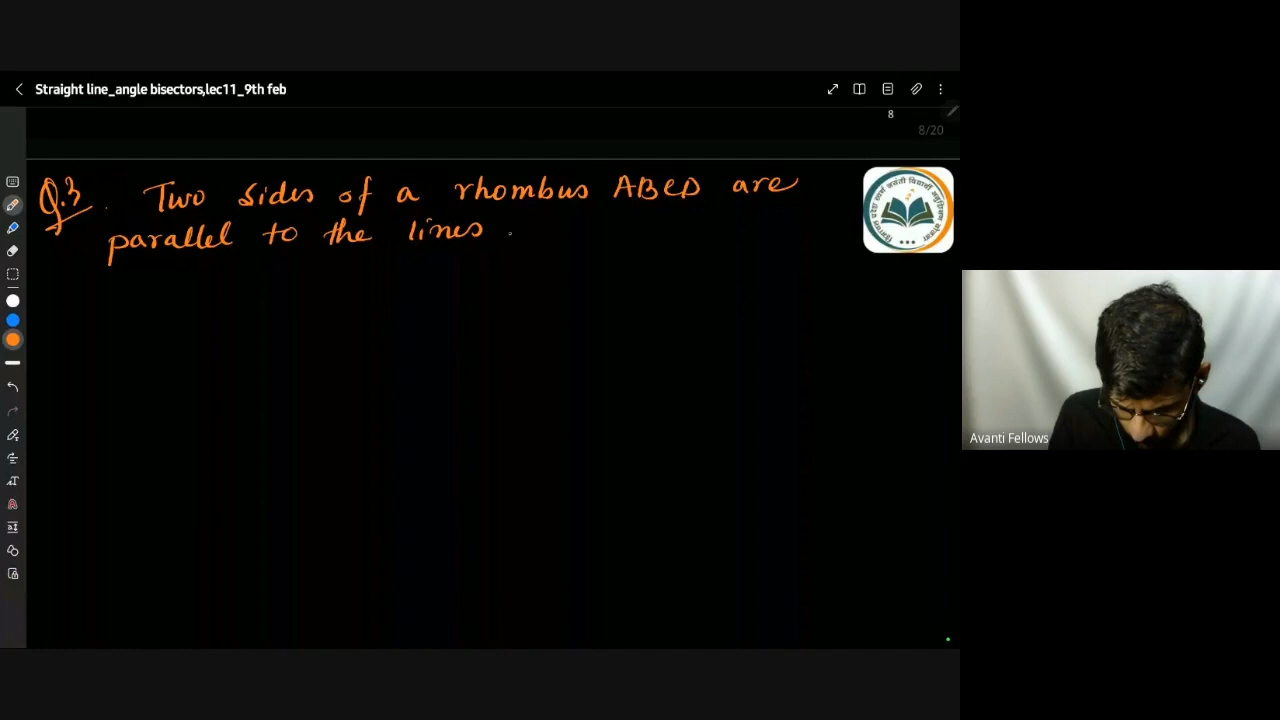 Straight line_angle bisectors,lec11_9th feb
8
8/20
Q.3. Two sides of a rhombus ABCD are
parallel to the lines
Avanti Fellows